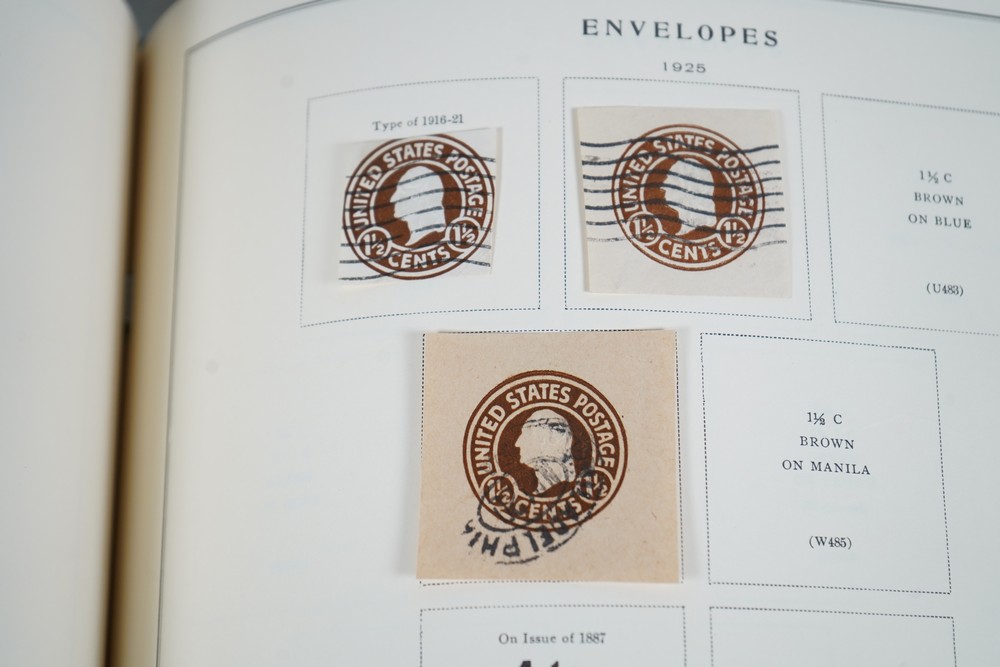 ENVELOPES
1925
Type of 1916-21
UNITED STATES POSTAGE
1½ CENTS 1½
UNITED STATES POSTAGE
1½ CENTS 1½
1½ C
BROWN
ON BLUE
(U483)
UNITED STATES POSTAGE
1½ CENTS 1½
ADELPHIA
1½ C
BROWN
ON MANILA
(W485)
On Issue of 1887